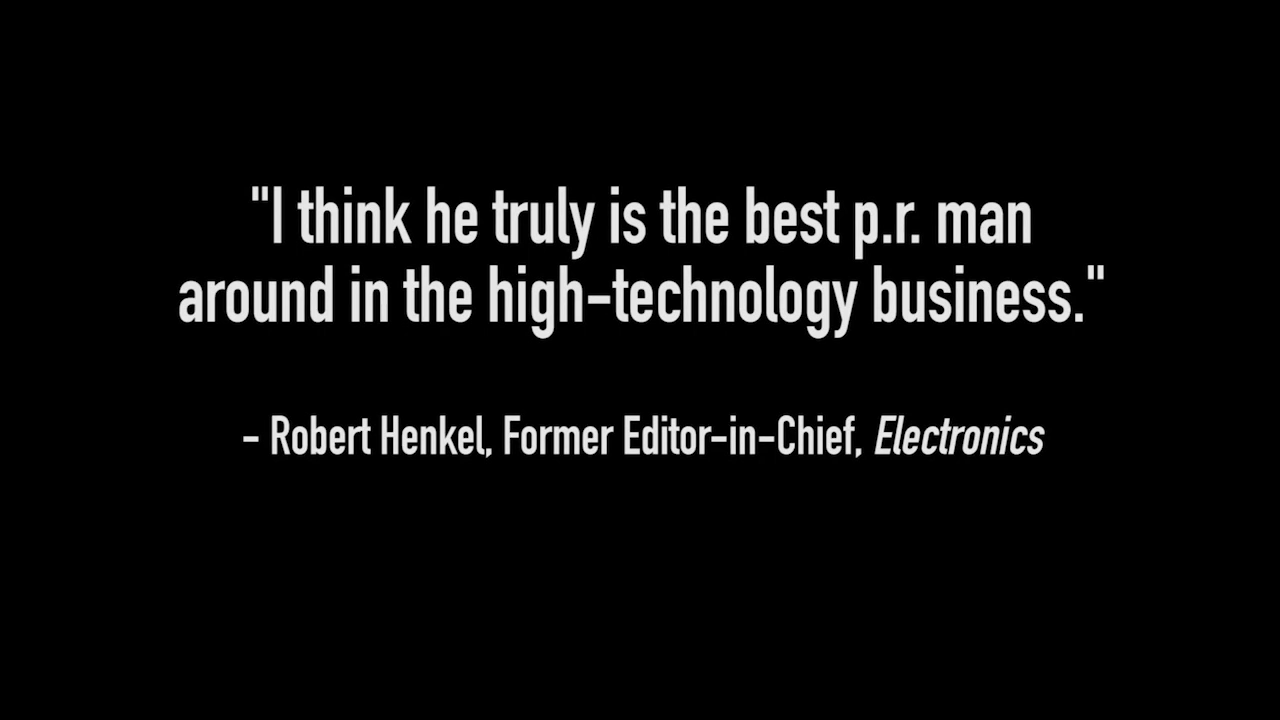 "I think he truly is the best p.r. man
around in the high-technology business."
- Robert Henkel, Former Editor-in-Chief, Electronics